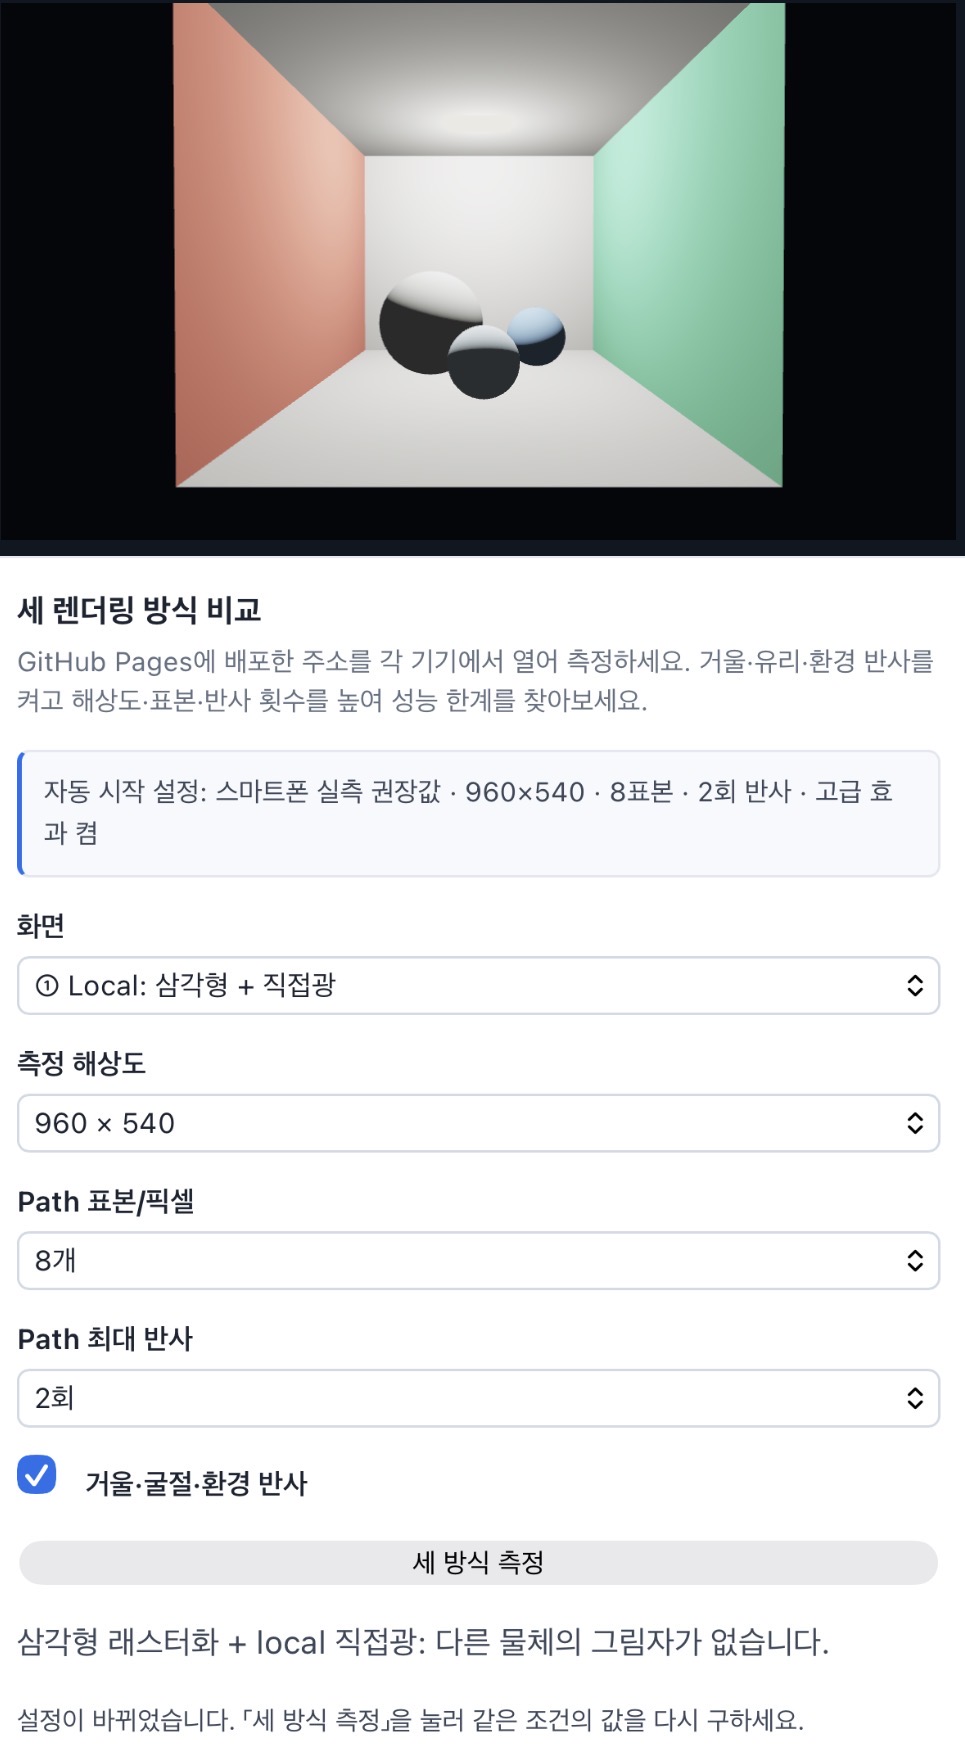 세 렌더링 방식 비교
GitHub Pages에 배포한 주소를 각 기기에서 열어 측정하세요. 거울·유리·환경 반사를
켜고 해상도·표본·반사 횟수를 높여 성능 한계를 찾아보세요.
자동 시작 설정: 스마트폰 실측 권장값 · 960×540 · 8표본 · 2회 반사 · 고급 효
과 켬
화면
① Local: 삼각형 + 직접광
측정 해상도
960 × 540
Path 표본/픽셀
8개
Path 최대 반사
2회
거울·굴절·환경 반사
세 방식 측정
삼각형 래스터화 + local 직접광: 다른 물체의 그림자가 없습니다.
설정이 바뀌었습니다. 「세 방식 측정」을 눌러 같은 조건의 값을 다시 구하세요.